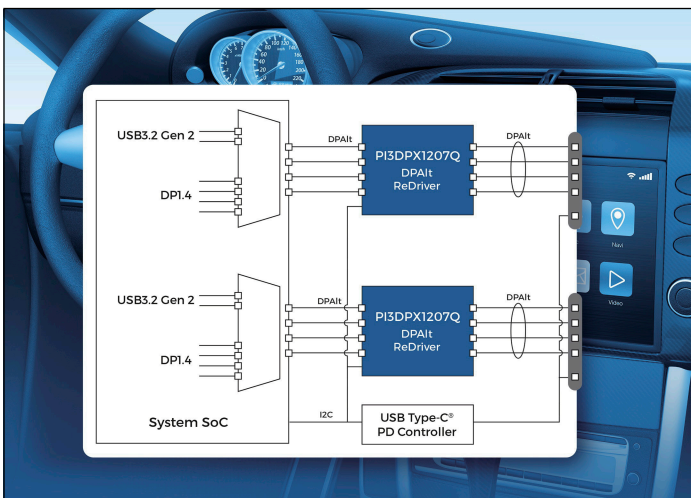 USB3.2 Gen 2
DP1.4
DPAlt
PI3DPX1207Q
DPAlt
ReDriver
DPAlt
USB3.2 Gen 2
DP1.4
DPAlt
PI3DPX1207Q
DPAlt
ReDriver
DPAlt
System SoC
I2C
USB Type-C®
PD Controller
Navi
Video